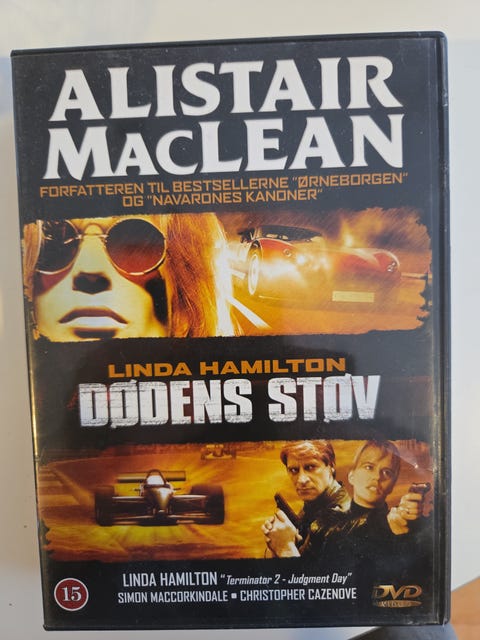 ALISTAIR
MACLEAN
FORFATTEREN TIL BESTSELLERNE "ØRNEBORGEN"
OG "NAVARONES KANONER"
LINDA HAMILTON
DØDENS STØV
LINDA HAMILTON "Terminator 2 - Judgment Day"
SIMON MACCORKINDALE • CHRISTOPHER CAZENOVE
15
DVD
VIDEO